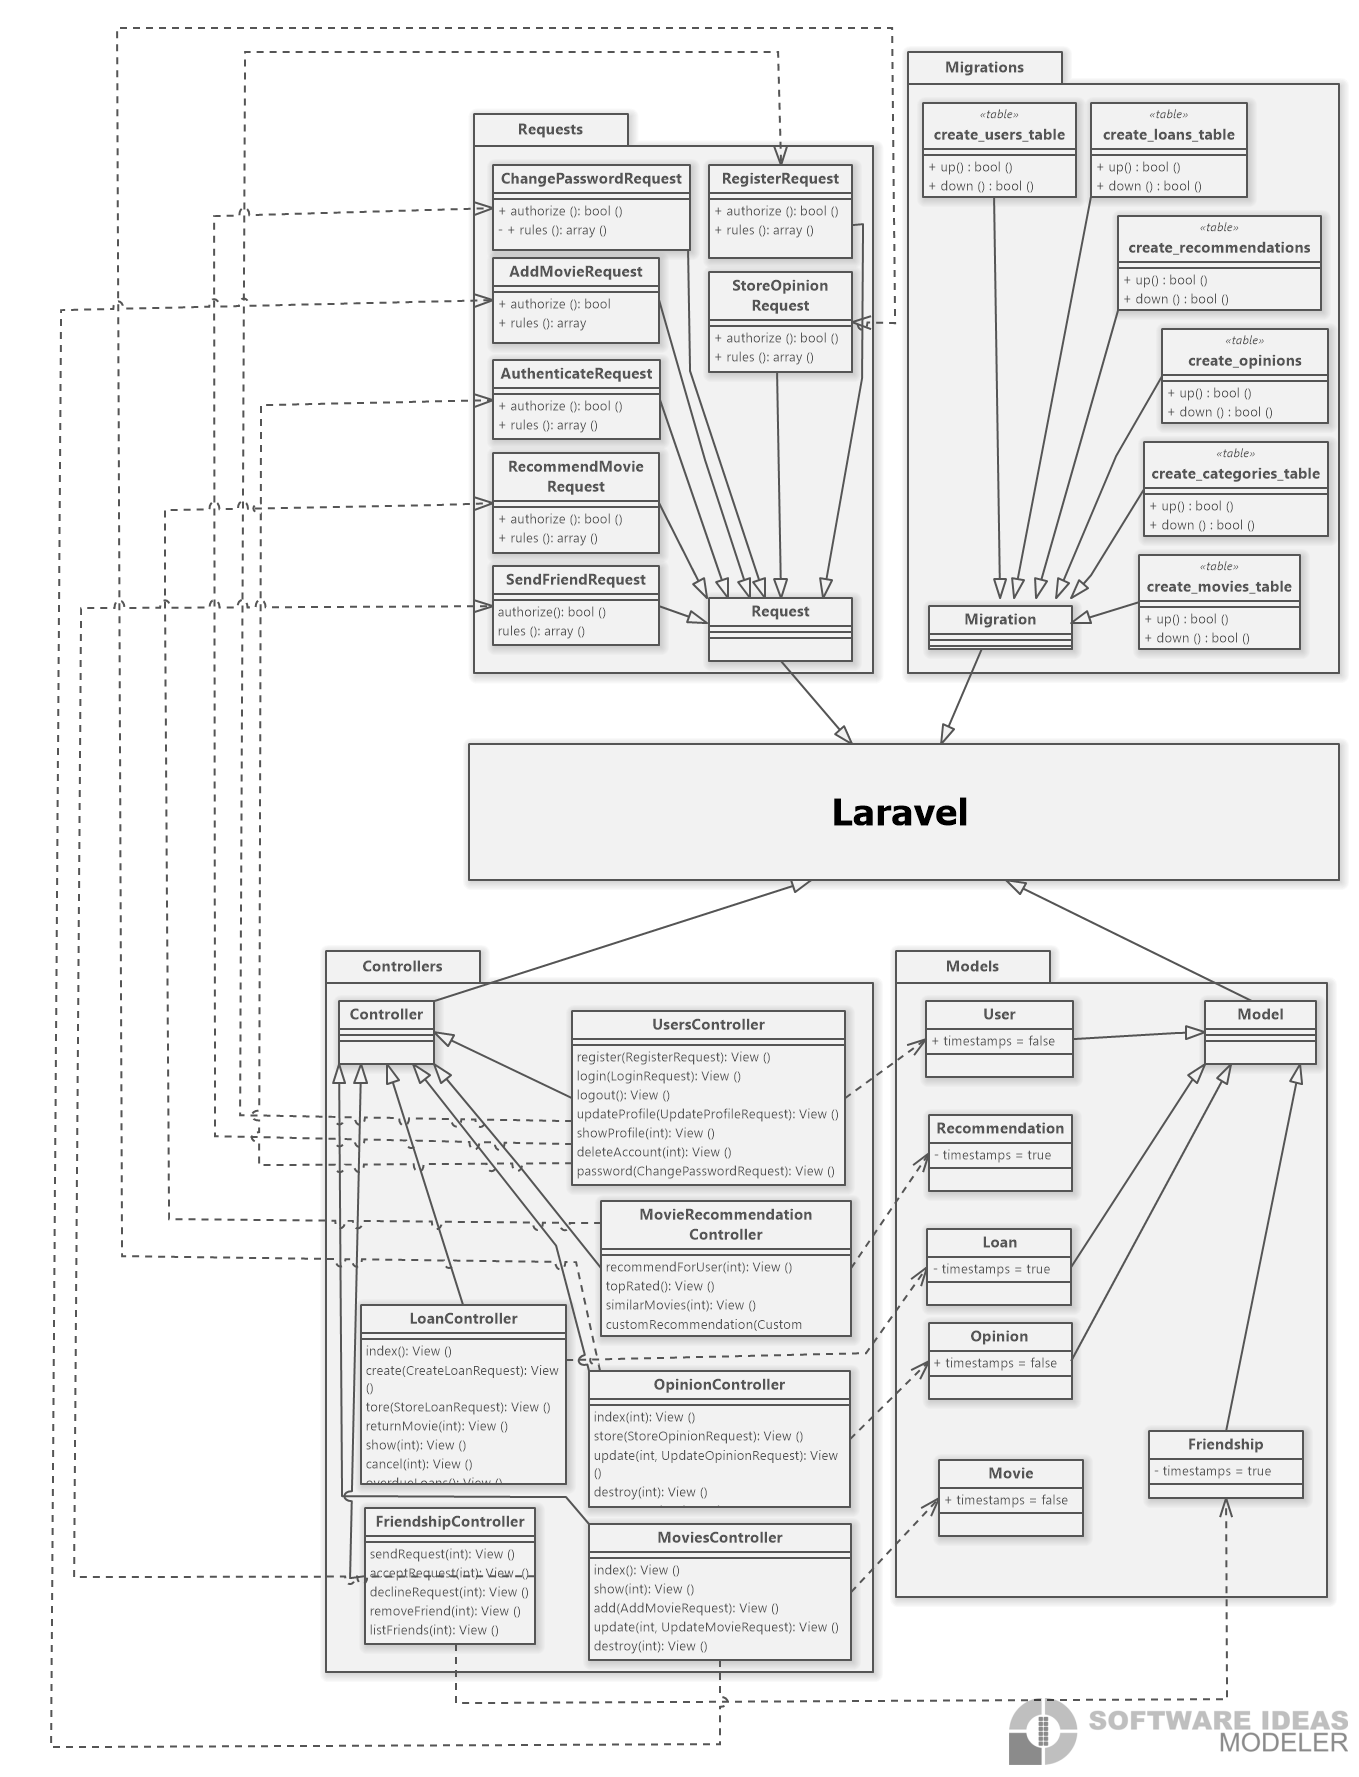 Migrations
«table»
create_users_table
+ up() : bool ()
+ down () : bool ()
«table»
create_loans_table
+ up() : bool ()
+ down () : bool ()
«table»
create_recommendations
+ up() : bool ()
+ down () : bool ()
«table»
create_opinions
+ up() : bool ()
+ down () : bool ()
«table»
create_categories_table
+ up() : bool ()
+ down () : bool ()
«table»
create_movies_table
+ up() : bool ()
+ down () : bool ()
Migration
Requests
ChangePasswordRequest
+ authorize (): bool ()
- + rules (): array ()
RegisterRequest
+ authorize (): bool ()
+ rules (): array ()
AddMovieRequest
+ authorize (): bool
+ rules (): array
StoreOpinion
Request
+ authorize (): bool ()
+ rules (): array ()
AuthenticateRequest
+ authorize (): bool ()
+ rules (): array ()
RecommendMovie
Request
+ authorize (): bool ()
+ rules (): array ()
SendFriendRequest
authorize(): bool ()
rules (): array ()
Request
Laravel
Controllers
Controller
UsersController
register(RegisterRequest): View ()
login(LoginRequest): View ()
logout(): View ()
updateProfile(UpdateProfileRequest): View ()
showProfile(int): View ()
deleteAccount(int): View ()
password(ChangePasswordRequest): View ()
MovieRecommendation
Controller
recommendForUser(int): View ()
topRated(): View ()
similarMovies(int): View ()
customRecommendation(Custom
LoanController
index(): View ()
create(CreateLoanRequest): View
()
tore(StoreLoanRequest): View ()
returnMovie(int): View ()
show(int): View ()
cancel(int): View ()
overdueLoans(): View ()
OpinionController
index(int): View ()
store(StoreOpinionRequest): View ()
update(int, UpdateOpinionRequest): View
()
destroy(int): View ()
FriendshipController
sendRequest(int): View ()
acceptRequest(int): View ()
declineRequest(int): View ()
removeFriend(int): View ()
listFriends(int): View ()
MoviesController
index(): View ()
show(int): View ()
add(AddMovieRequest): View ()
update(int, UpdateMovieRequest): View ()
destroy(int): View ()
Models
User
+ timestamps = false
Model
Recommendation
- timestamps = true
Loan
- timestamps = true
Opinion
+ timestamps = false
Friendship
- timestamps = true
Movie
+ timestamps = false
SOFTWARE IDEAS
MODELER